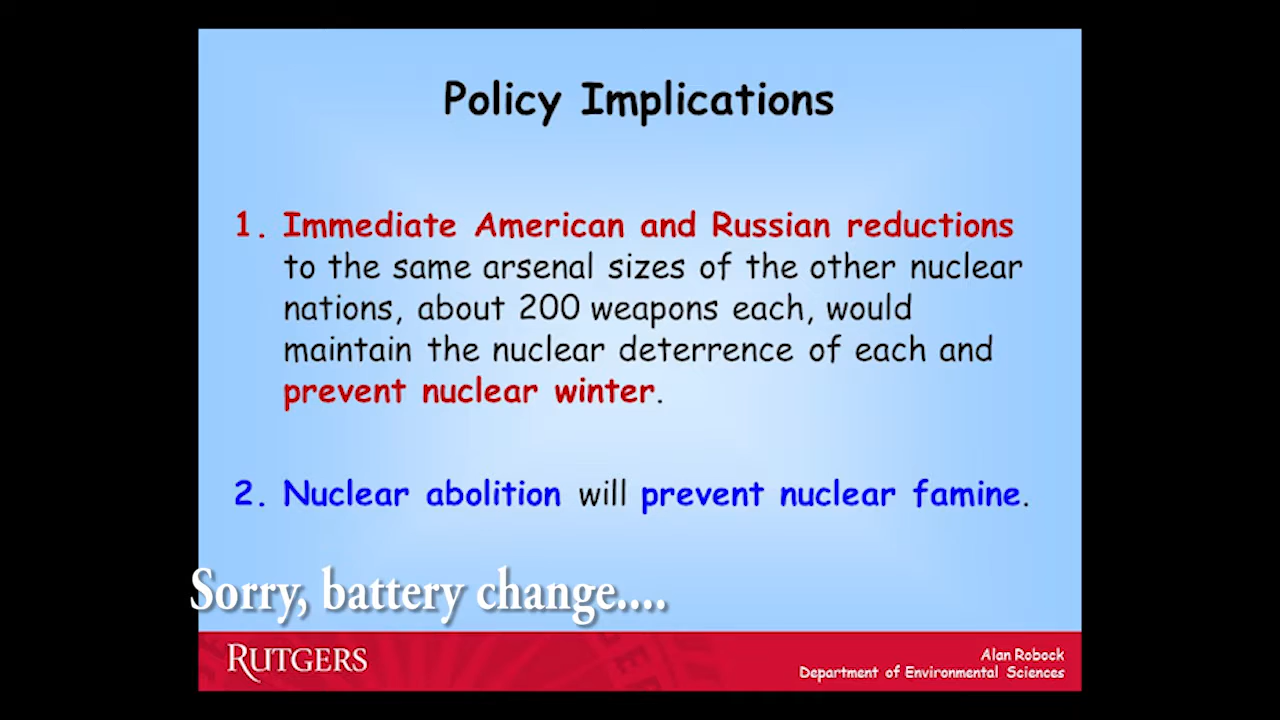 Policy Implications
1. Immediate American and Russian reductions
to the same arsenal sizes of the other nuclear
nations, about 200 weapons each, would
maintain the nuclear deterrence of each and
prevent nuclear winter.
2. Nuclear abolition will prevent nuclear famine.
Sorry, battery change....
RUTGERS
Alan Robock
Department of Environmental Sciences